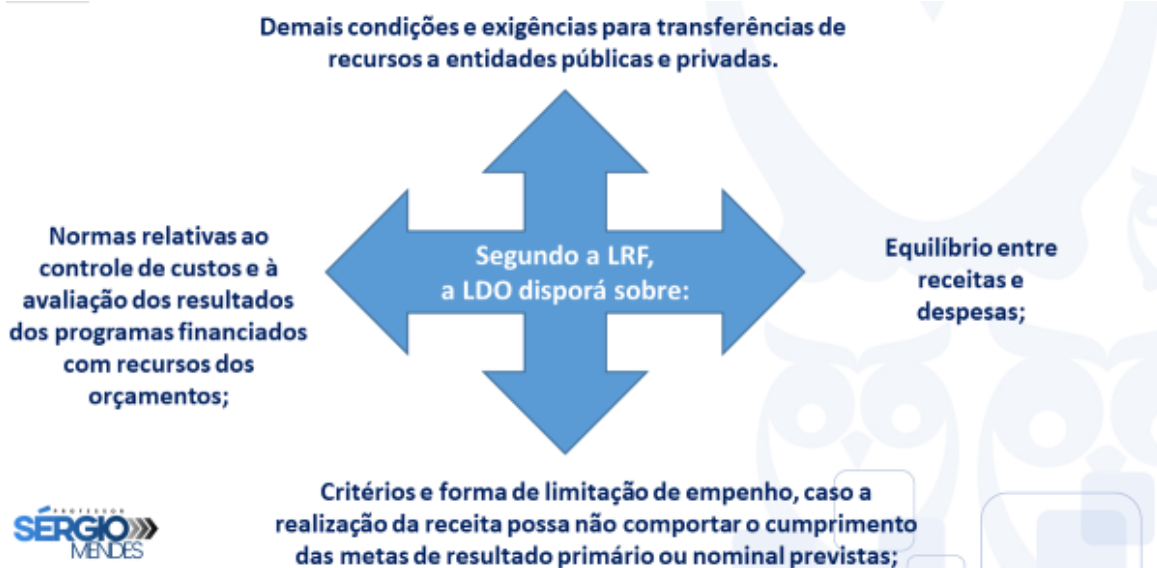 Demais condições e exigências para transferências de
recursos a entidades públicas e privadas.
Normas relativas ao
controle de custos e à
avaliação dos resultados
dos programas financiados
com recursos dos
orçamentos;
Segundo a LRF,
a LDO disporá sobre:
Equilíbrio entre
receitas e
despesas;
Critérios e forma de limitação de empenho, caso a
realização da receita possa não comportar o cumprimento
das metas de resultado primário ou nominal previstas;
PROFESSOR
SÉRGIO
MENDES